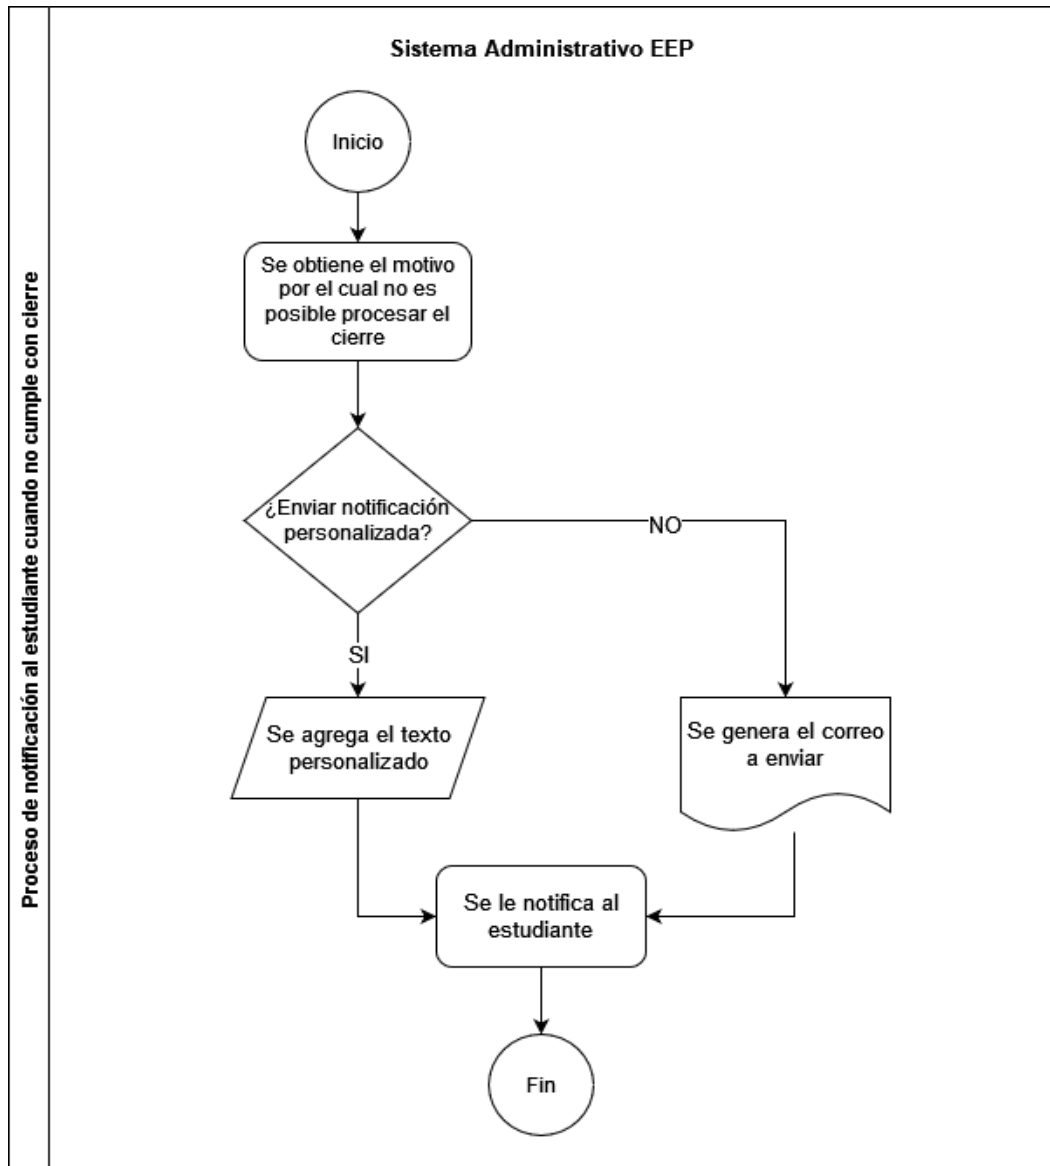 Sistema Administrativo EEP
Proceso de notificación al estudiante cuando no cumple con cierre
Inicio
Se obtiene el motivo
por el cual no es
posible procesar el
cierre
¿Enviar notificación
personalizada?
NO
SI
Se agrega el texto
personalizado
Se genera el correo
a enviar
Se le notifica al
estudiante
Fin